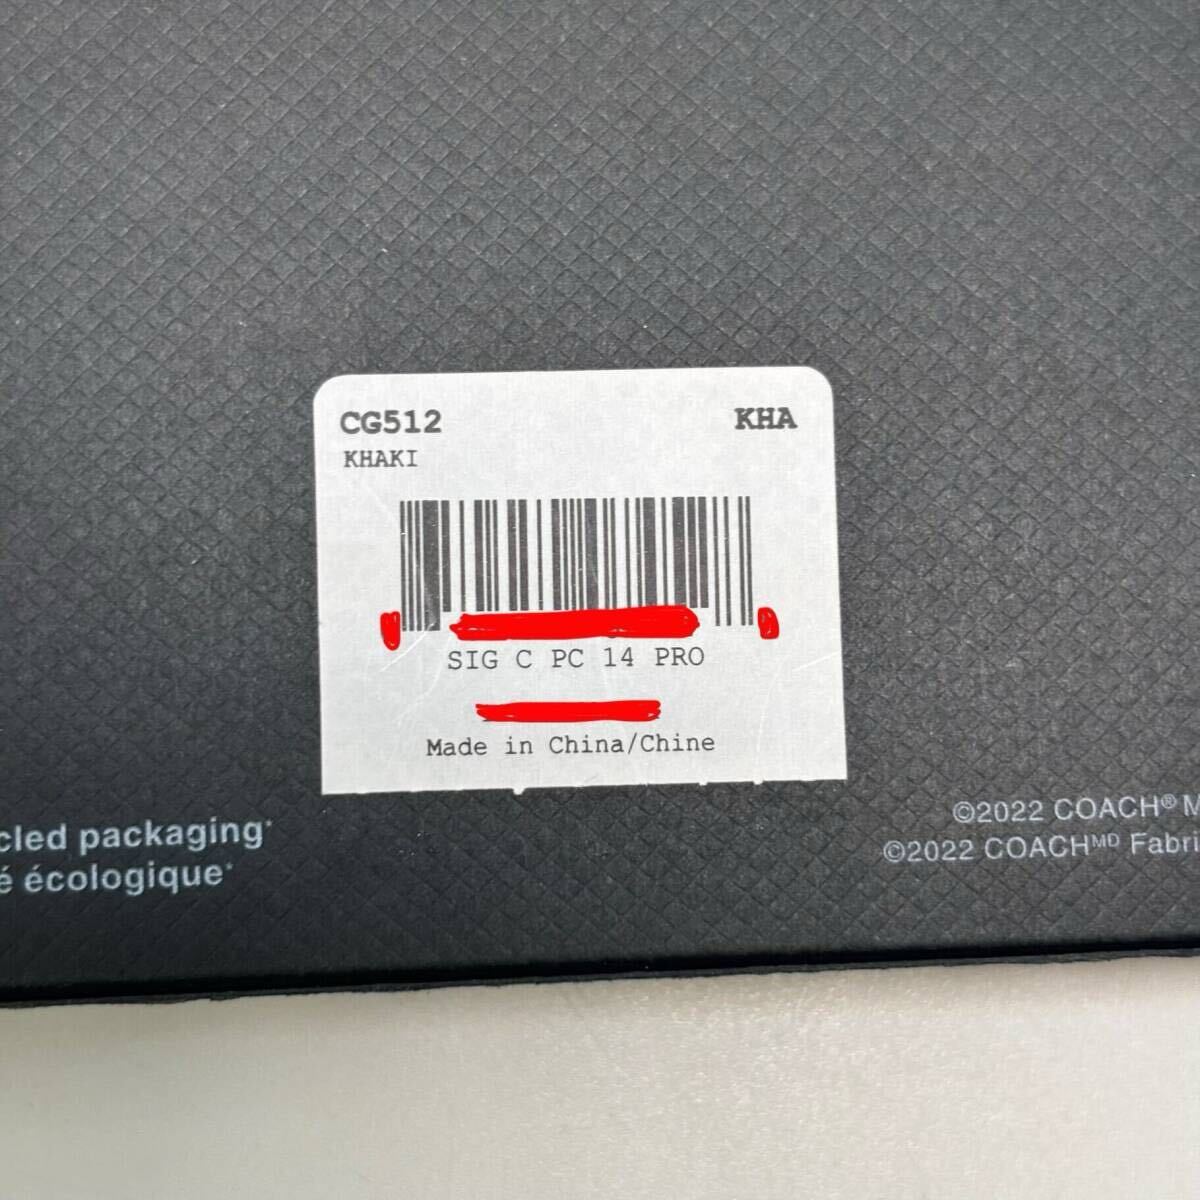 CG512 KHA
KHAKI
SIG C PC 14 PRO
Made in China/Chine
cled packaging*
é écologique*
©2022 COACH® M
©2022 COACHMD Fabri